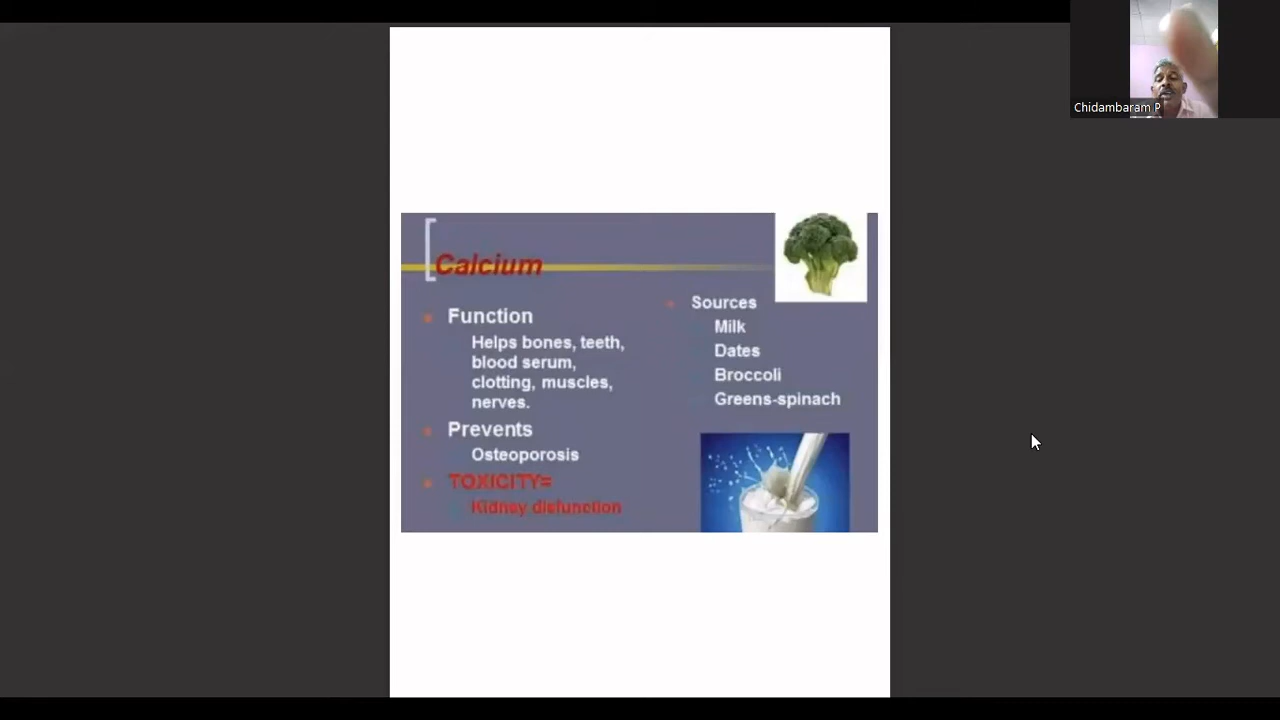 Chidambaram P
Calcium
Function
Helps bones, teeth,
blood serum,
clotting, muscles,
nerves.
Prevents
Osteoporosis
TOXICITY=
Kidney disfunction
Sources
Milk
Dates
Broccoli
Greens-spinach